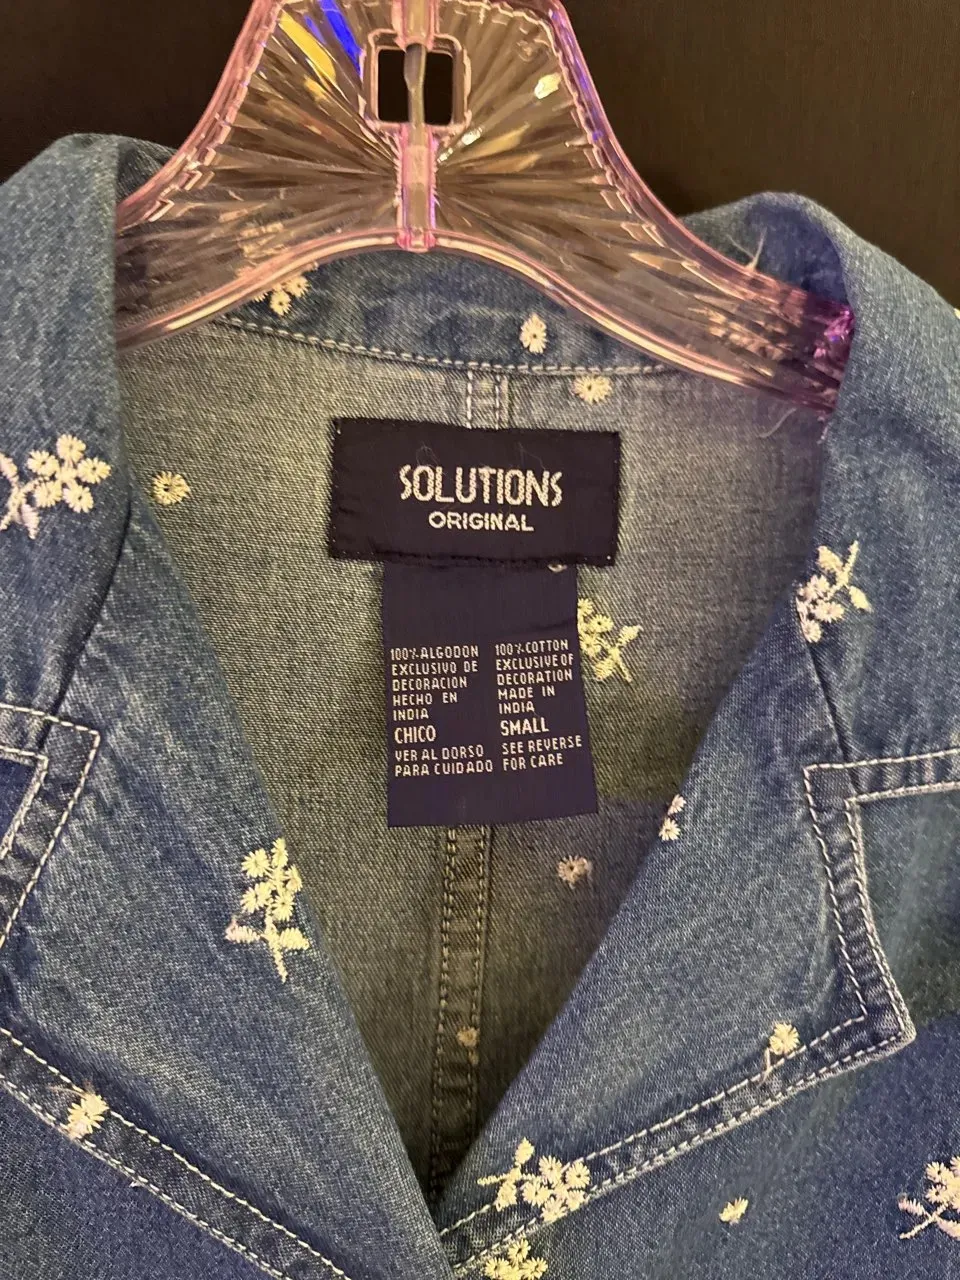 SOLUTIONS
ORIGINAL
100% ALGODON
EXCLUSIVO DE
DECORACION
HECHO EN
INDIA
CHICO
VER AL DORSO
PARA CUIDADO
100% COTTON
EXCLUSIVE OF
DECORATION
MADE IN
INDIA
SMALL
SEE REVERSE
FOR CARE